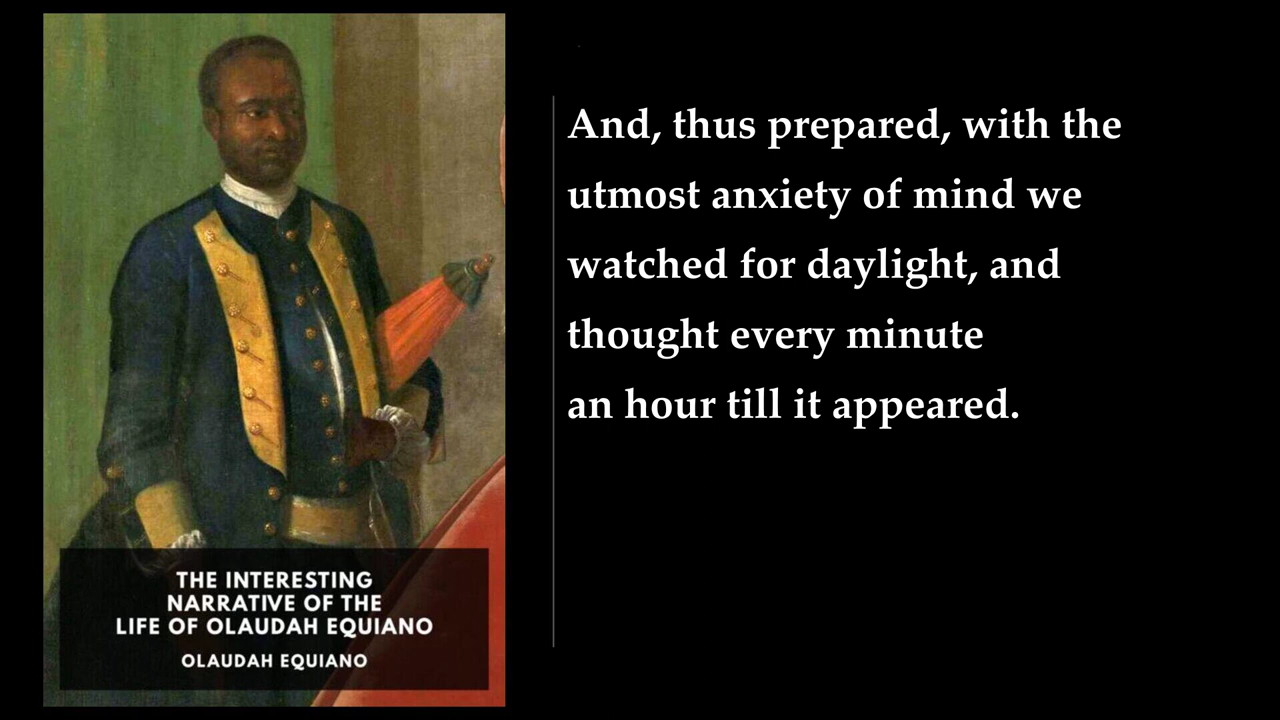 And, thus prepared, with the
utmost anxiety of mind we
watched for daylight, and
thought every minute
an hour till it appeared.
THE INTERESTING
NARRATIVE OF THE
LIFE OF OLAUDAH EQUIANO
OLAUDAH EQUIANO